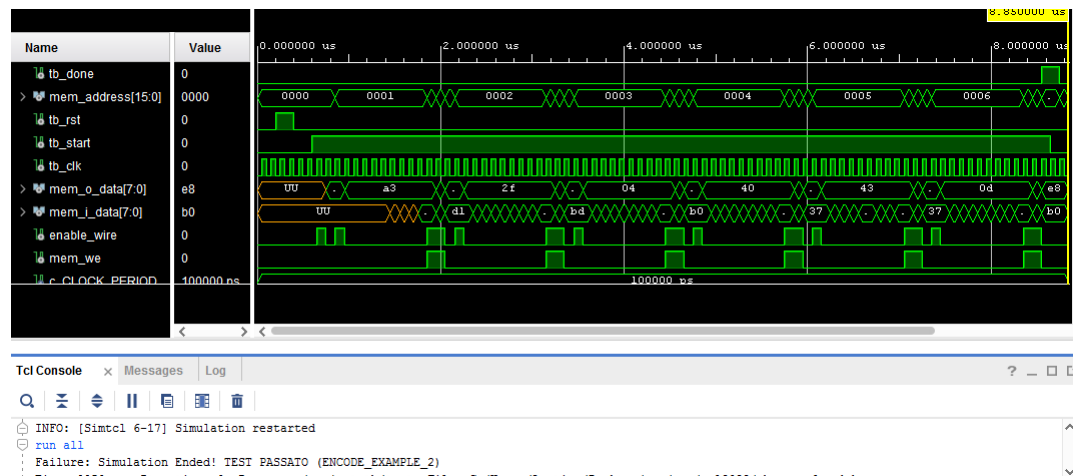 8.850000 us
Name Value 0.000000 us 2.000000 us 4.000000 us 6.000000 us 8.000000 us
tb_done 0
mem_address[15:0] 0000 0000 0001 0002 0003 0004 0005 0006
tb_rst 0
tb_start 0
tb_clk 0
mem_o_data[7:0] e8 UU a3 2f 04 40 43 0d e8
mem_i_data[7:0] b0 UU d1 bd b0 37 37 b0
enable_wire 0
mem_we 0
c_CLOCK_PERIOD 100000 ps 100000 ps
Tcl Console Messages Log
INFO: [Simtcl 6-17] Simulation restarted
run all
Failure: Simulation Ended! TEST PASSATO (ENCODE_EXAMPLE_2)